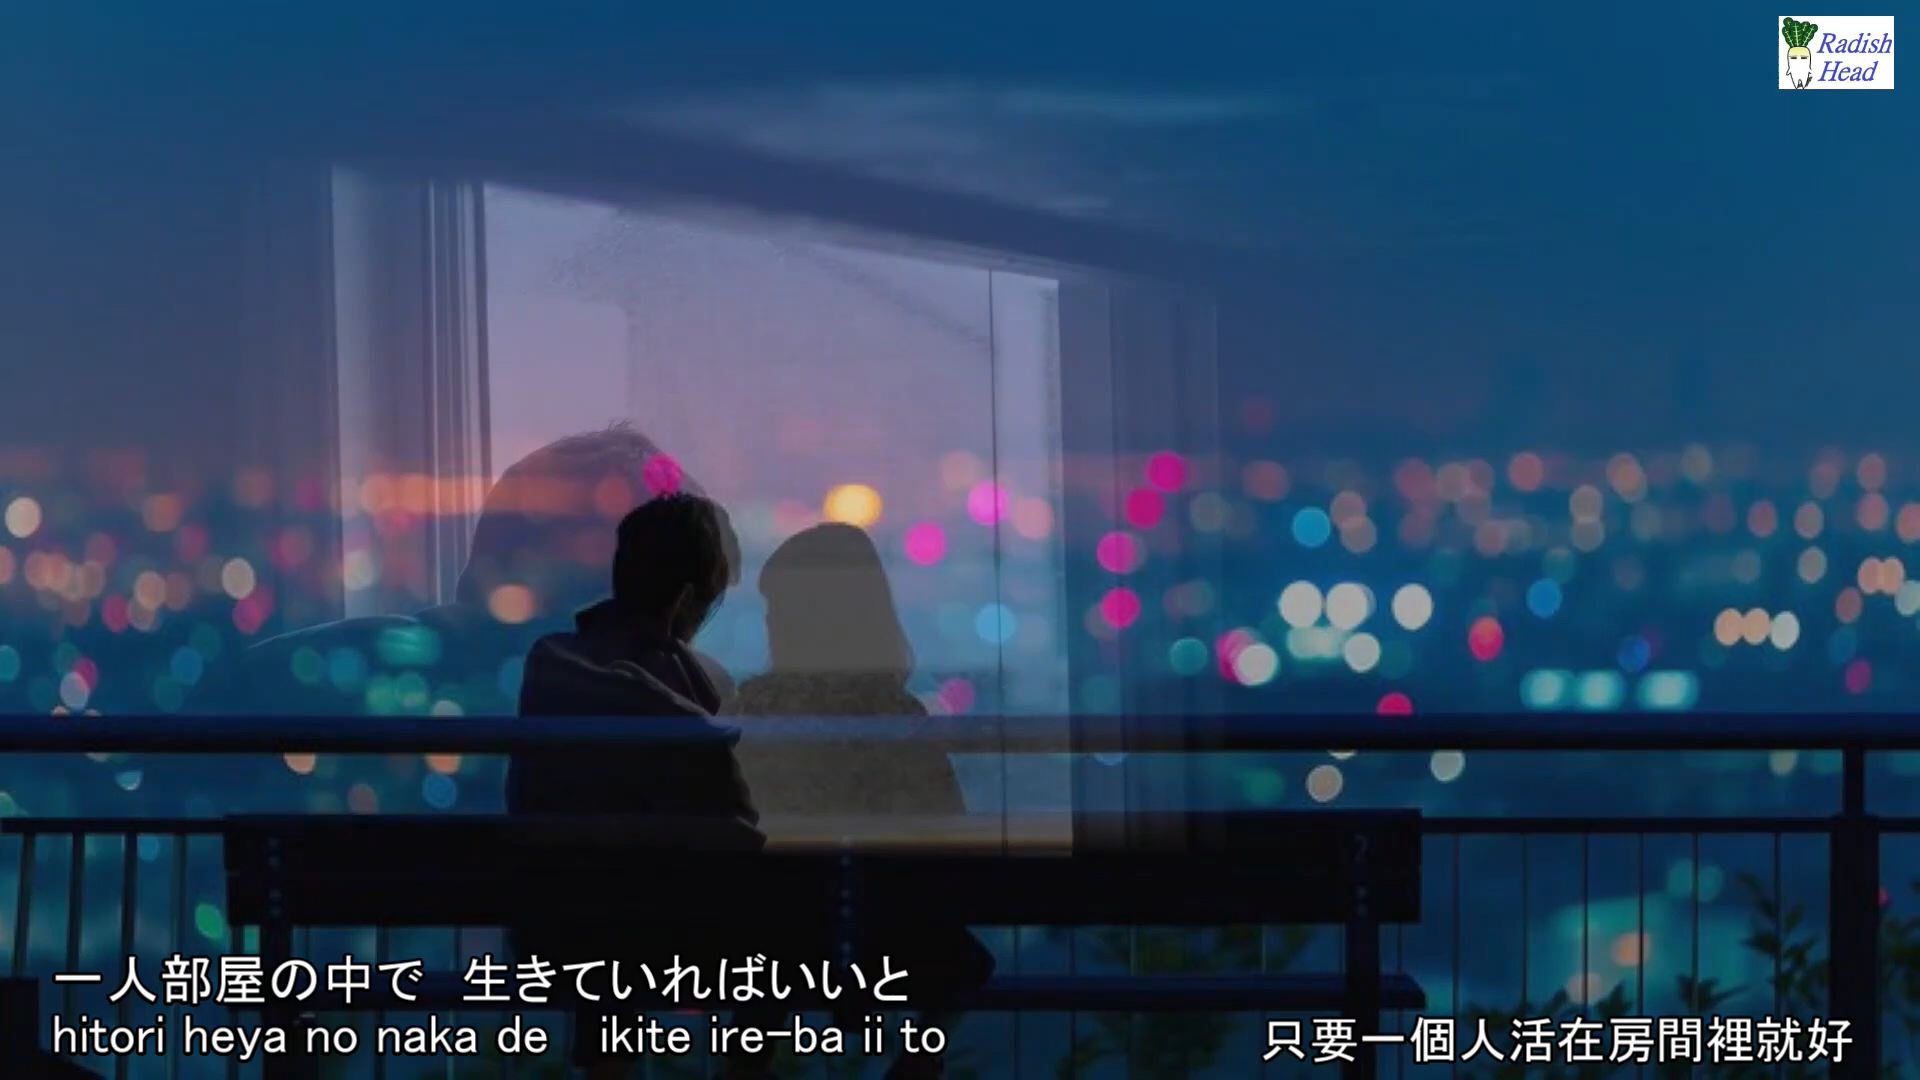 Radish
Head
一人部屋の中で　生きていればいいと
hitori heya no naka de　ikite ire-ba ii to
只要一個人活在房間裡就好